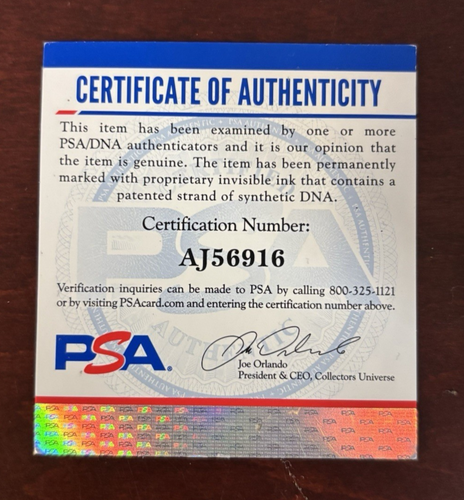 CERTIFICATE OF AUTHENTICITY
This item has been examined by one or more
PSA/DNA authenticators and it is our opinion that
the item is genuine. The item has been permanently
marked with proprietary invisible ink that contains a
patented strand of synthetic DNA.
Certification Number:
AJ56916
Verification inquiries can be made to PSA by calling 800-325-1121
or by visiting PSAcard.com and entering the certification number above.
PSA®
Joe Orlando
President & CEO, Collectors Universe